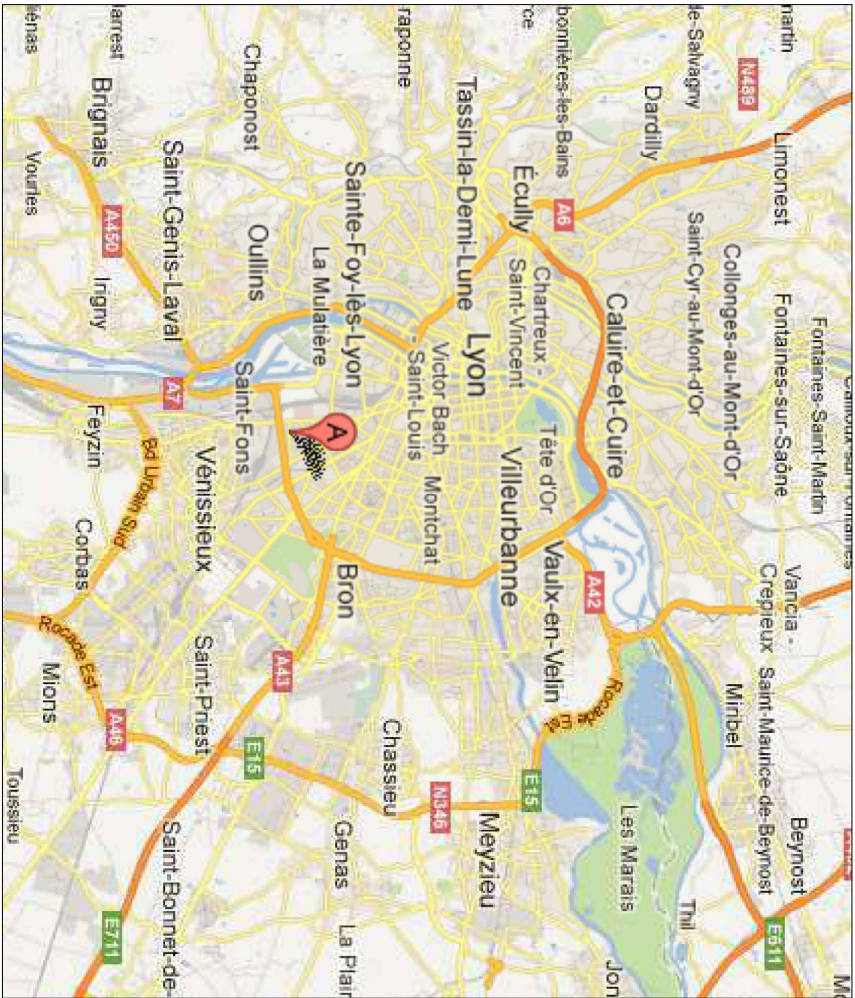 N489
Limonest
Dardilly
Tassin-la-Demi-Lune
Écully
A6
Saint-Cyr-au-Mont-d'Or
Collonges-au-Mont-d'Or
Fontaines-sur-Saône
Fontaines-Saint-Martin
Chaponost
Brignais
Vourles
A450
Irigny
Saint-Genis-Laval
Oullins
Sainte-Foy-lès-Lyon
La Mulatière
Chartreux -
Saint-Vincent
Caluire-et-Cuire
Lyon
Victor Bach
- Saint-Louis
Tête d'Or
Villeurbanne
Montchat
A
Saint-Fons
A7
Feyzin
Bd Urbain Sud
Vénissieux
Corbas
Bron
Vaulx-en-Velin
A42
Vancia -
Crepieux
Rocade Est
Mions
A46
Saint-Priest
A43
E15
Chassieu
N346
Rocade Est
E15
Miribel
Saint-Maurice-de-Beynost
Beynost
Les Marais
Meyzieu
Genas
Toussieu
Saint-Bonnet-de-
E711
Thil
E611
La Plai
Jon